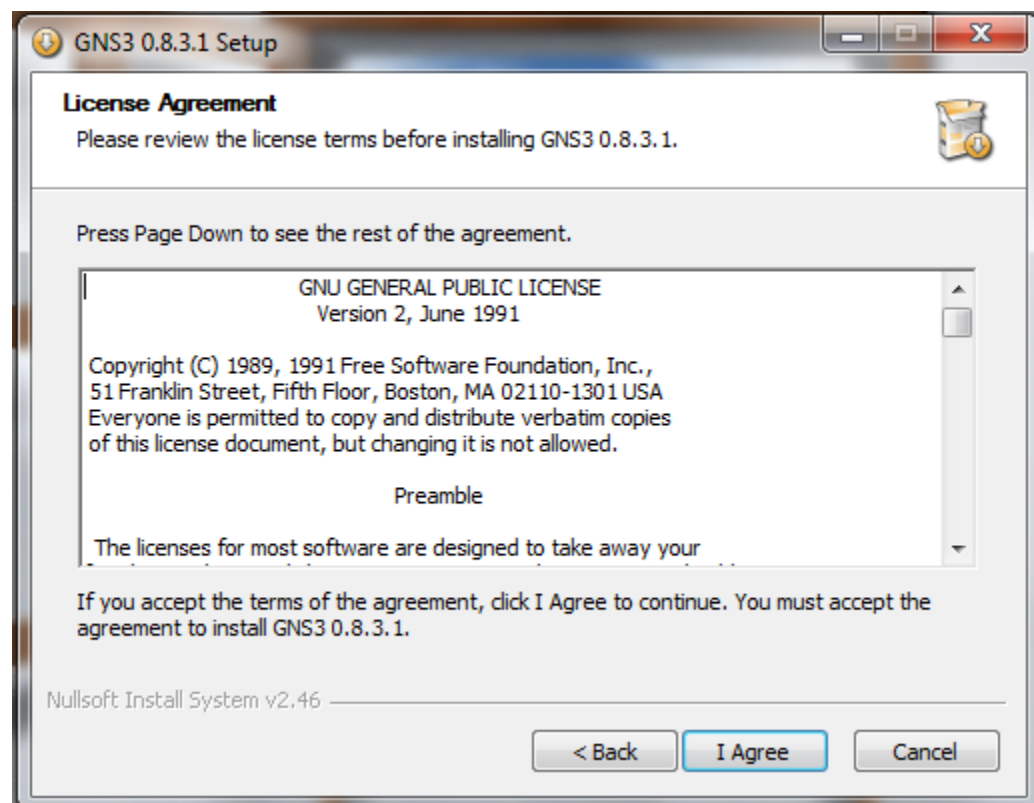 GNS3 0.8.3.1 Setup
License Agreement
Please review the license terms before installing GNS3 0.8.3.1.
Press Page Down to see the rest of the agreement.
GNU GENERAL PUBLIC LICENSE
Version 2, June 1991
Copyright (C) 1989, 1991 Free Software Foundation, Inc.,
51 Franklin Street, Fifth Floor, Boston, MA 02110-1301 USA
Everyone is permitted to copy and distribute verbatim copies
of this license document, but changing it is not allowed.
Preamble
The licenses for most software are designed to take away your
If you accept the terms of the agreement, click I Agree to continue. You must accept the
agreement to install GNS3 0.8.3.1.
Nullsoft Install System v2.46
< Back I Agree Cancel